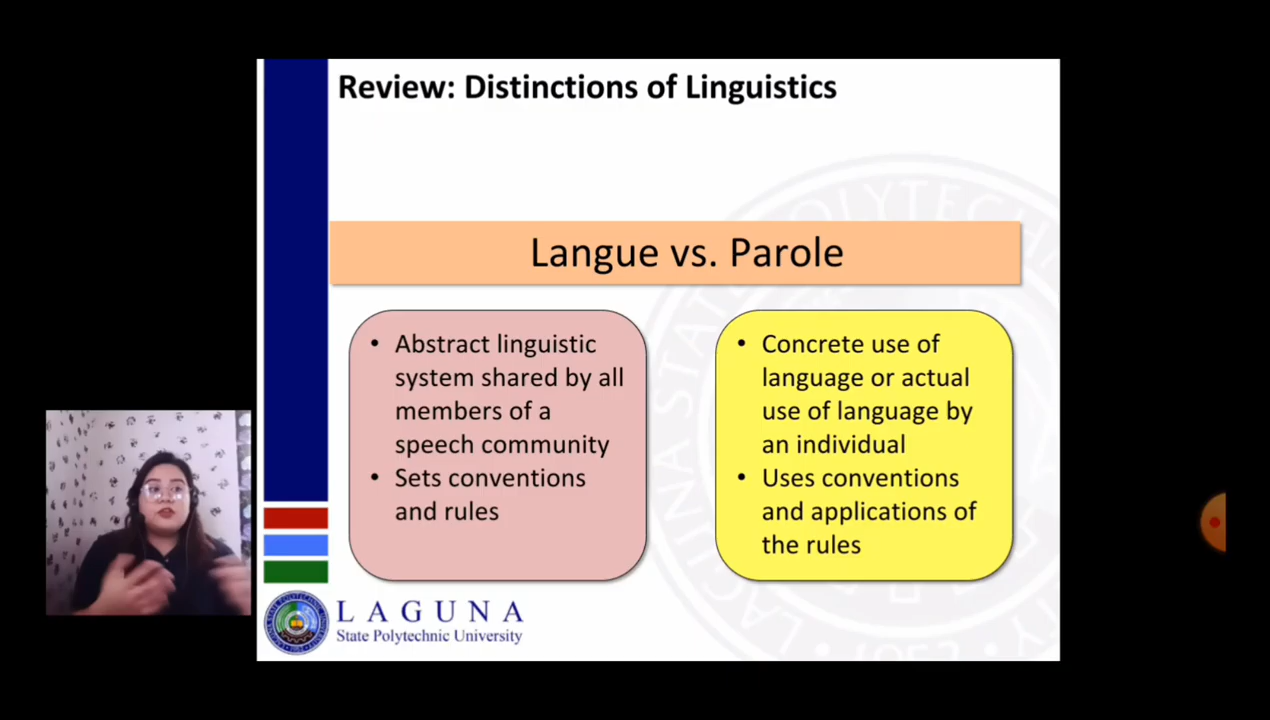 Review: Distinctions of Linguistics
Langue vs. Parole
• Abstract linguistic
system shared by all
members of a
speech community
• Sets conventions
and rules
• Concrete use of
language or actual
use of language by
an individual
• Uses conventions
and applications of
the rules
LAGUNA
State Polytechnic University